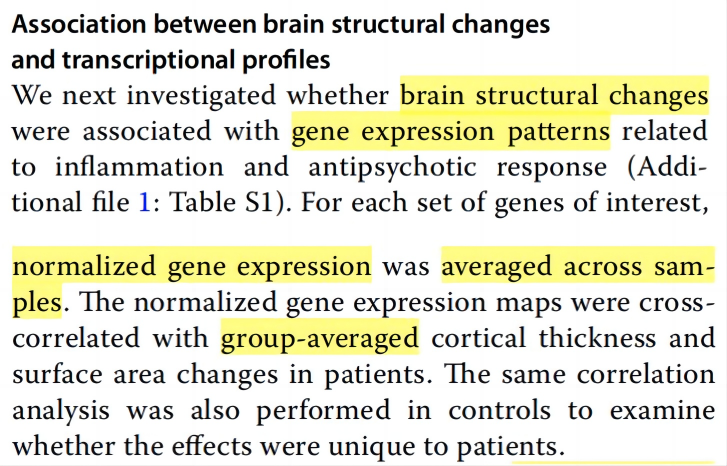 Association between brain structural changes
and transcriptional profiles
We next investigated whether brain structural changes
were associated with gene expression patterns related
to inflammation and antipsychotic response (Addi-
tional file 1: Table S1). For each set of genes of interest,
normalized gene expression was averaged across sam-
ples. The normalized gene expression maps were cross-
correlated with group-averaged cortical thickness and
surface area changes in patients. The same correlation
analysis was also performed in controls to examine
whether the effects were unique to patients.